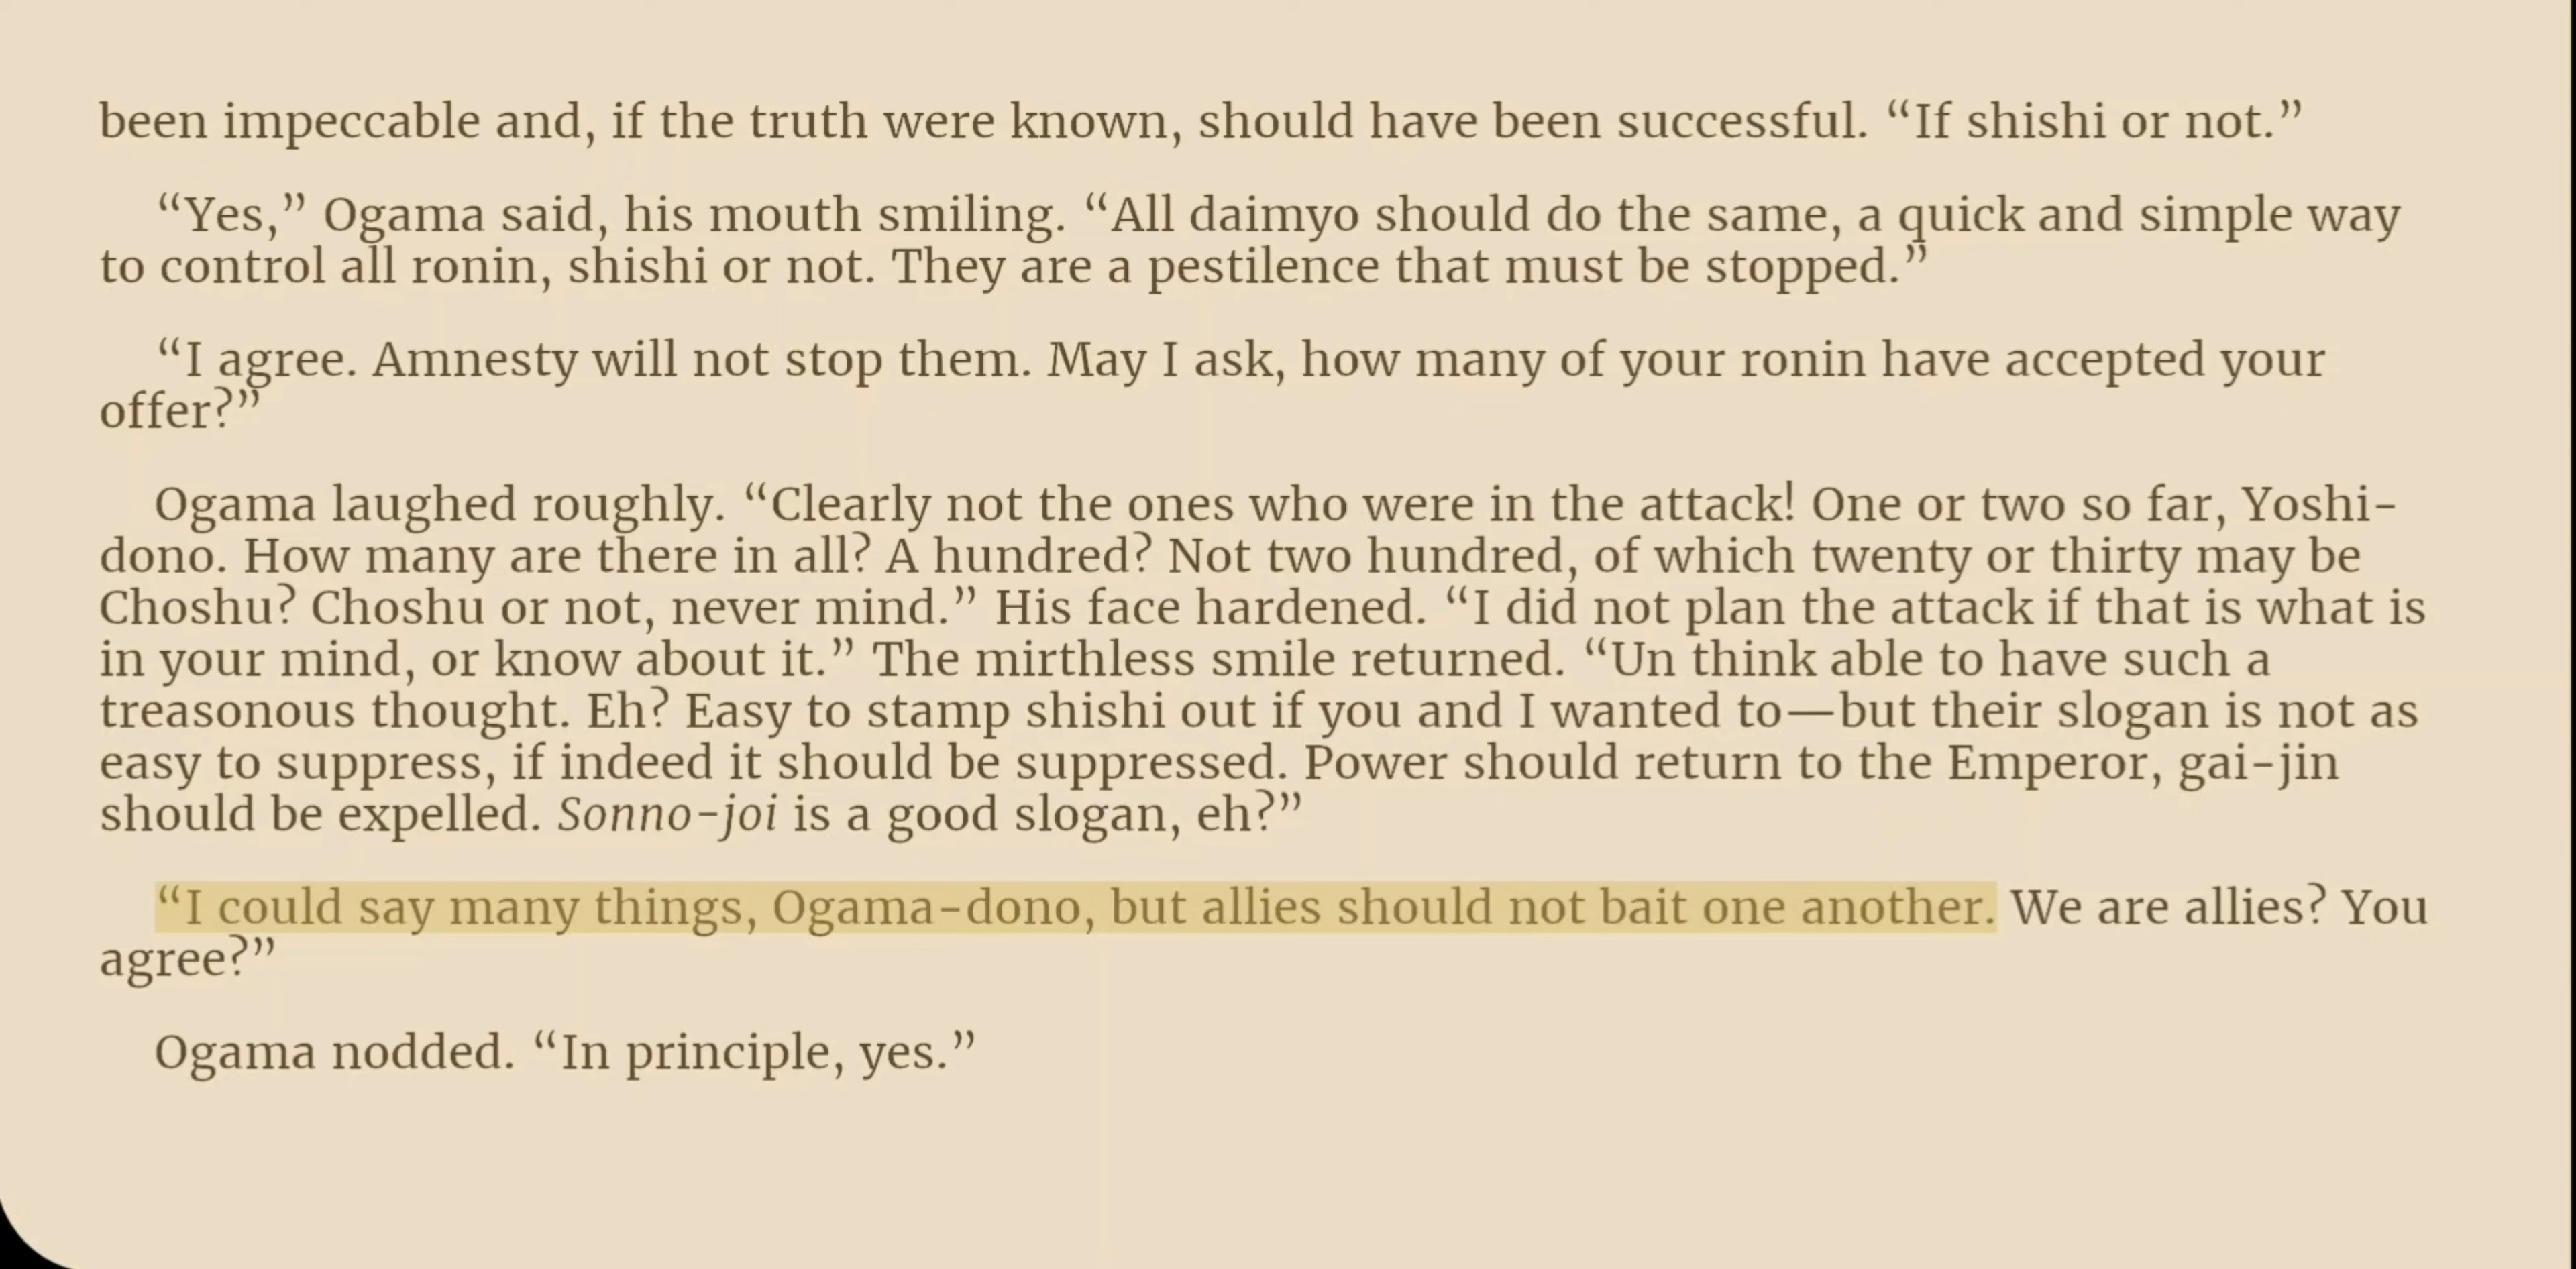 been impeccable and, if the truth were known, should have been successful. “If shishi or not.”
“Yes,” Ogama said, his mouth smiling. “All daimyo should do the same, a quick and simple way
to control all ronin, shishi or not. They are a pestilence that must be stopped.”
“I agree. Amnesty will not stop them. May I ask, how many of your ronin have accepted your
offer?”
Ogama laughed roughly. “Clearly not the ones who were in the attack! One or two so far, Yoshi-
dono. How many are there in all? A hundred? Not two hundred, of which twenty or thirty may be
Choshu? Choshu or not, never mind.” His face hardened. “I did not plan the attack if that is what is
in your mind, or know about it.” The mirthless smile returned. “Un think able to have such a
treasonous thought. Eh? Easy to stamp shishi out if you and I wanted to—but their slogan is not as
easy to suppress, if indeed it should be suppressed. Power should return to the Emperor, gai-jin
should be expelled. Sonno-joi is a good slogan, eh?”
“I could say many things, Ogama-dono, but allies should not bait one another. We are allies? You
agree?”
Ogama nodded. “In principle, yes.”